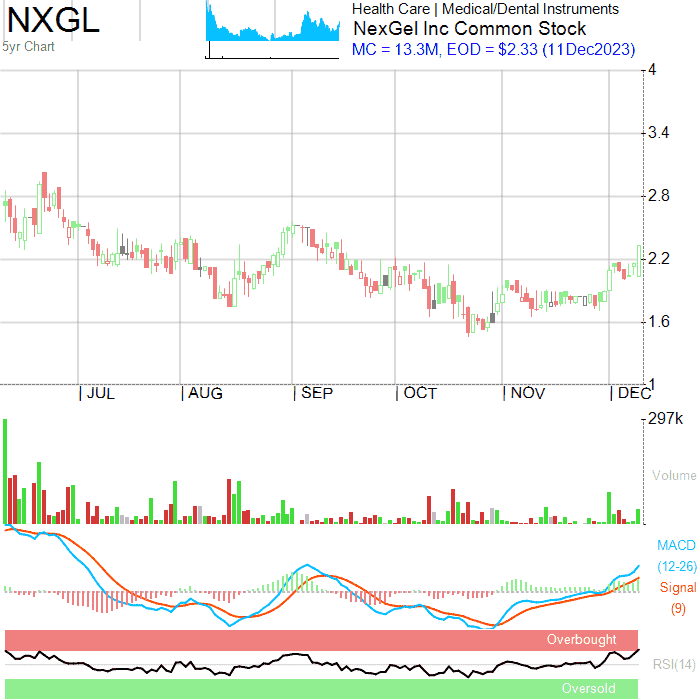 NXGL
5yr Chart
Health Care | Medical/Dental Instruments
NexGel Inc Common Stock
MC = 13.3M, EOD = $2.33 (11Dec2023)
4
3.4
2.8
2.2
1.6
1
| JUL | AUG | SEP | OCT | NOV | DEC
297k
Volume
MACD
(12-26)
Signal
(9)
Overbought
RSI(14)
Oversold